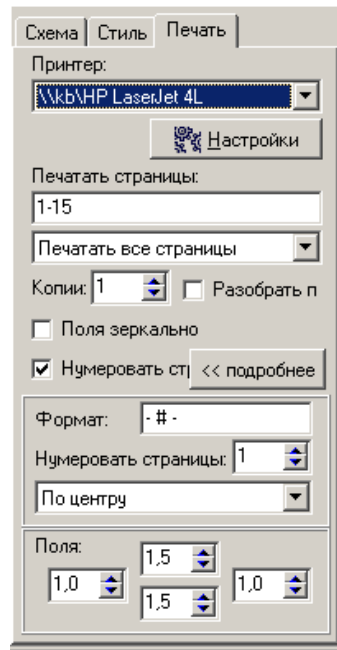 Схема Стиль Печать
Принтер:
\\kb\HP LaserJet 4L
Настройки
Печатать страницы:
1-15
Печатать все страницы
Копии: 1 Разобрать п
Поля зеркально
Нумеровать ст << подробнее
Формат: - # -
Нумеровать страницы: 1
По центру
Поля:
1,5
1,0 1,0
1,5